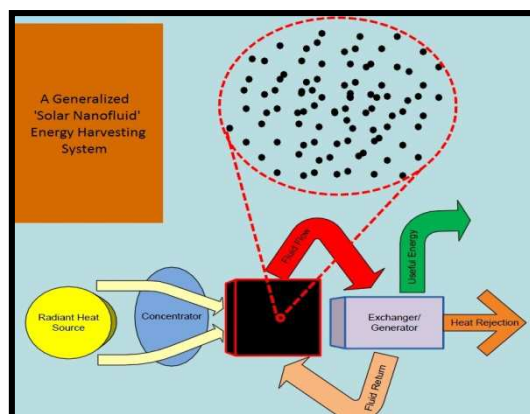 A Generalized
'Solar Nanofluid'
Energy Harvesting
System
Fluid Flow
Useful Energy
Radiant Heat
Source
Concentrator
Exchanger/
Generator
Heat Rejection
Fluid Return